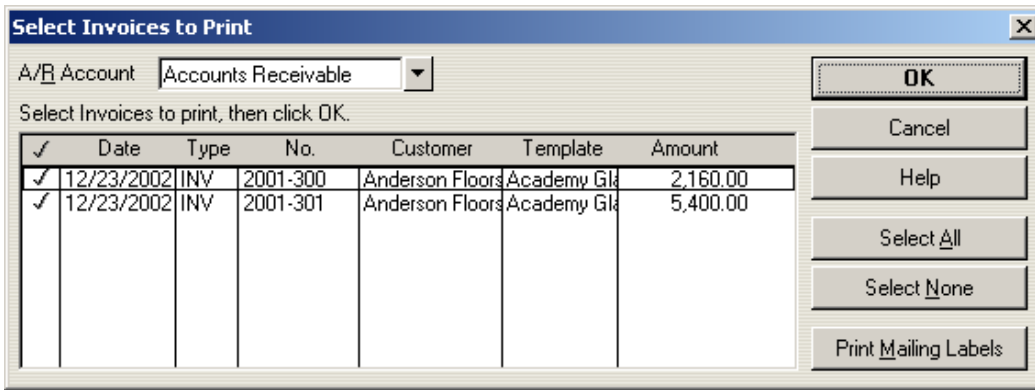 Select Invoices to Print
A/R Account Accounts Receivable
Select Invoices to print, then click OK.
✓ Date Type No. Customer Template Amount
✓ 12/23/2002 INV 2001-300 Anderson Floors Academy Gla 2,160.00
✓ 12/23/2002 INV 2001-301 Anderson Floors Academy Gla 5,400.00
OK
Cancel
Help
Select All
Select None
Print Mailing Labels